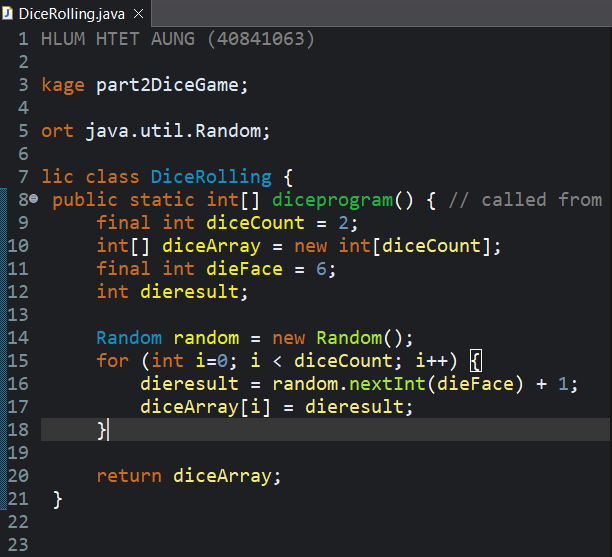 DiceRolling.java
1 HLUM HTET AUNG (40841063)
2
3 kage part2DiceGame;
4
5 ort java.util.Random;
6
7 lic class DiceRolling {
8 public static int[] diceprogram() { // called from
9 final int diceCount = 2;
10 int[] diceArray = new int[diceCount];
11 final int dieFace = 6;
12 int dieresult;
13
14 Random random = new Random();
15 for (int i=0; i < diceCount; i++) {
16 dieresult = random.nextInt(dieFace) + 1;
17 diceArray[i] = dieresult;
18 }
19
20 return diceArray;
21 }
22
23